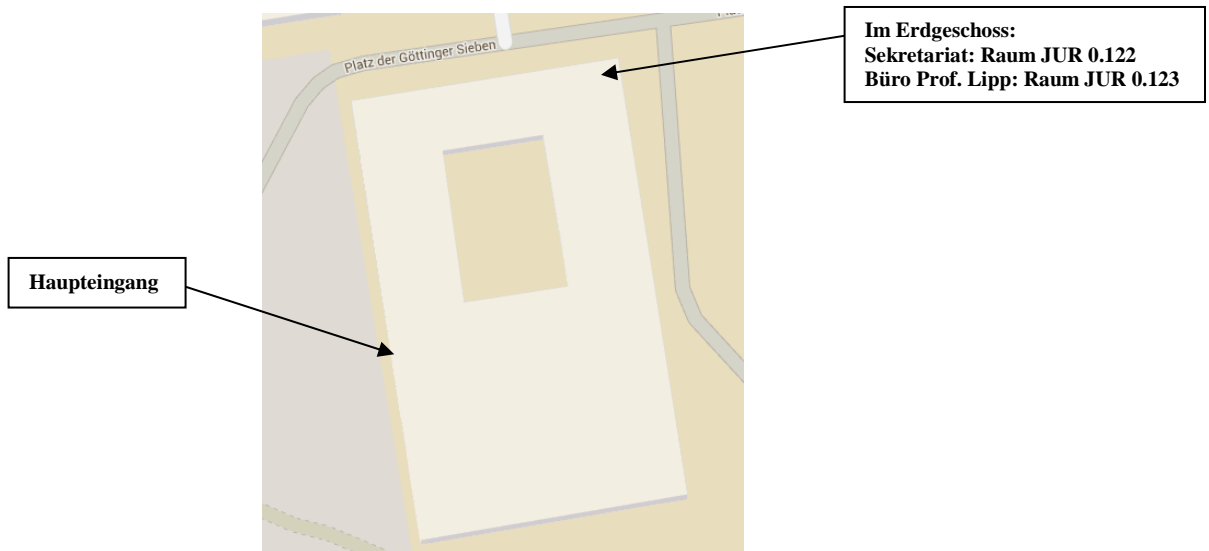 Platz der Göttinger Sieben
Im Erdgeschoss:
Sekretariat: Raum JUR 0.122
Büro Prof. Lipp: Raum JUR 0.123
Haupteingang